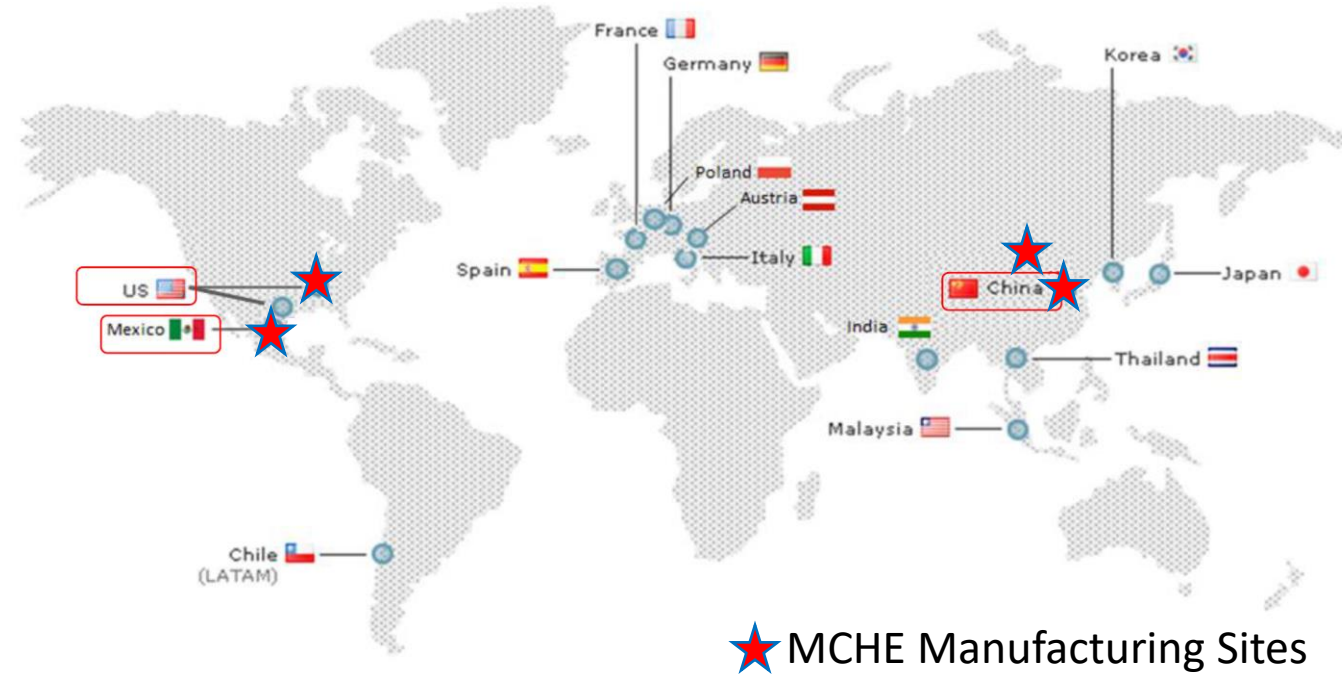 France
Germany
Korea
Poland
Austria
Spain
Italy
US
China
Japan
Mexico
India
Thailand
Malaysia
Chile
(LATAM)
MCHE Manufacturing Sites